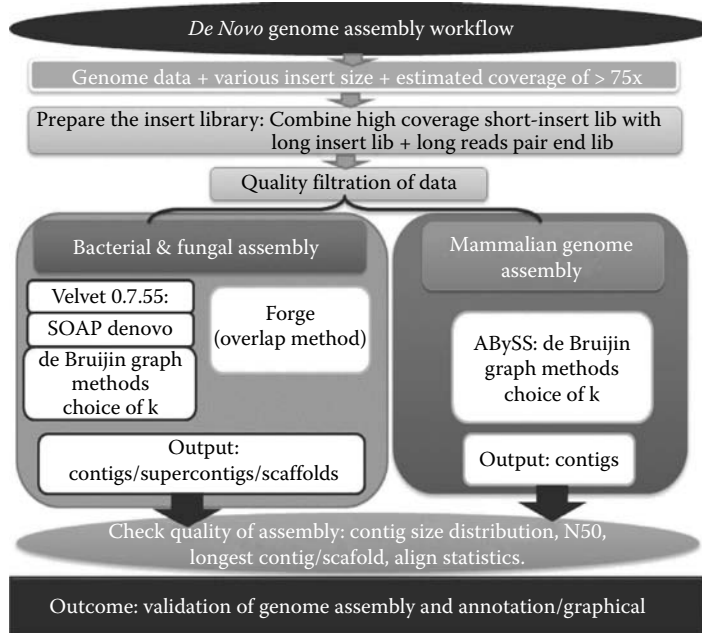 De Novo genome assembly workflow
Genome data + various insert size + estimated coverage of > 75x
Prepare the insert library: Combine high coverage short-insert lib with
long insert lib + long reads pair end lib
Quality filtration of data
Bacterial & fungal assembly
Velvet 0.7.55:
SOAP denovo
de Bruijin graph
methods
choice of k
Forge
(overlap method)
Output:
contigs/supercontigs/scaffolds
Mammalian genome
assembly
ABySS: de Bruijin
graph methods
choice of k
Output: contigs
Check quality of assembly: contig size distribution, N50,
longest contig/scafold, align statistics.
Outcome: validation of genome assembly and annotation/graphical